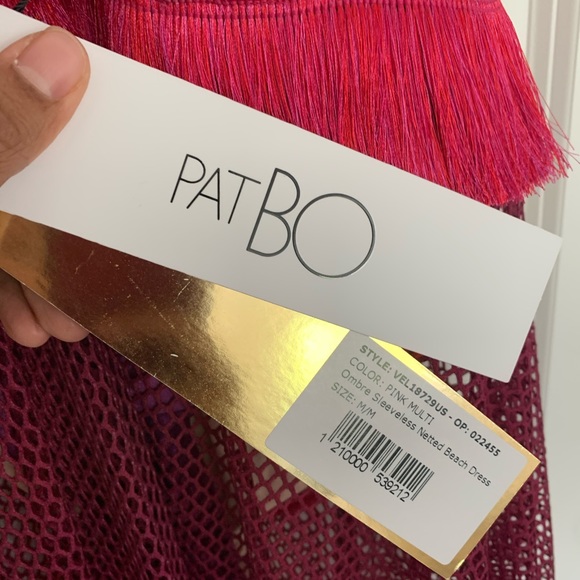 PATBO
STYLE: VEL18729US - OP: 022455
COLOR: PINK MULTI
Ombre Sleeveless Netted Beach Dress
SIZE: M/M
1 210000 539212